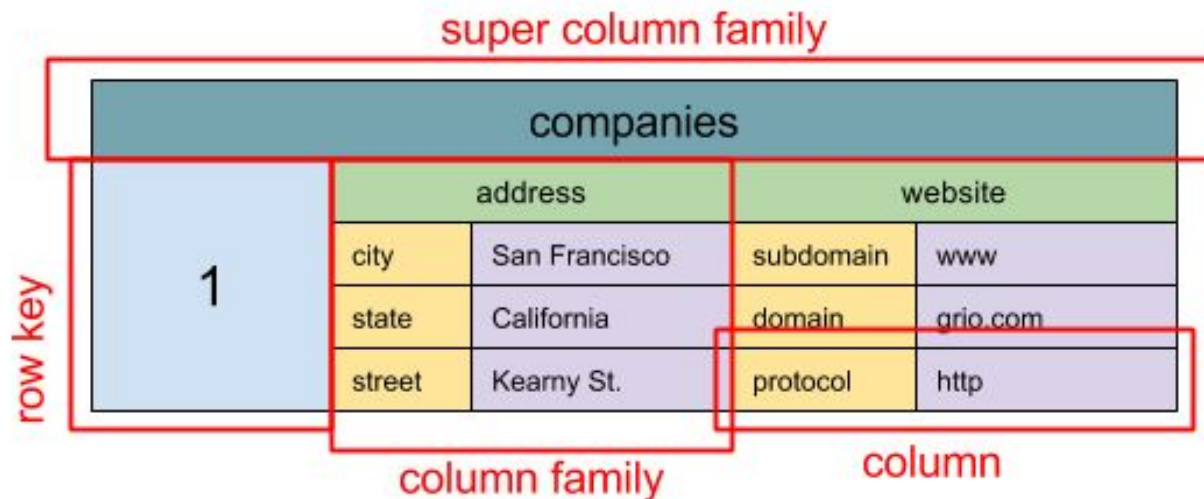 super column family
companies
address website
city San Francisco subdomain www
1
state California domain grio.com
street Kearny St. protocol http
row key
column family
column